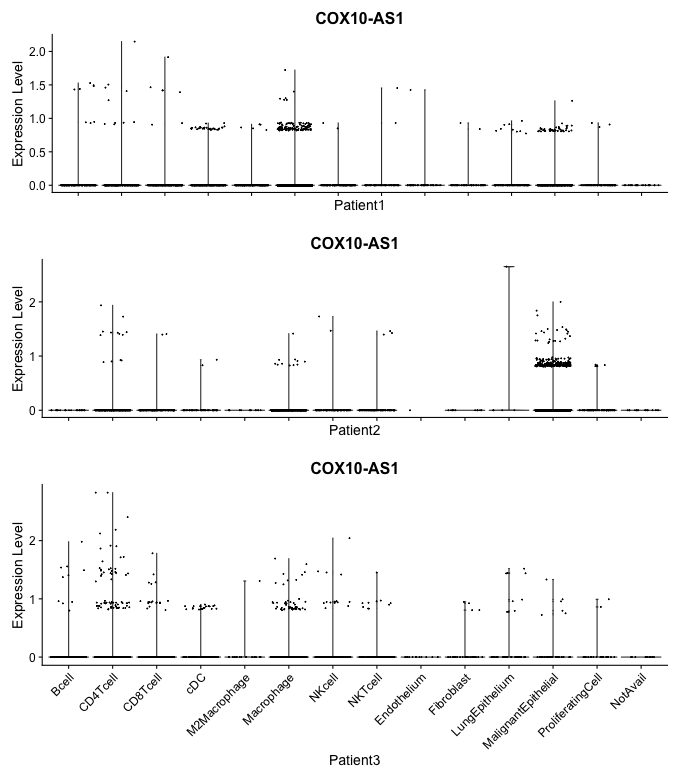 COX10-AS1
Expression Level
2.0
1.5
1.0
0.5
0.0
Patient1
COX10-AS1
Expression Level
2
1
0
Patient2
COX10-AS1
Expression Level
2
1
0
Bcell
CD4Tcell
CD8Tcell
cDC
M2Macrophage
Macrophage
NKcell
NKTcell
Endothelium
Fibroblast
LungEpithelium
MalignantEpithelial
ProliferatingCell
NotAvail
Patient3